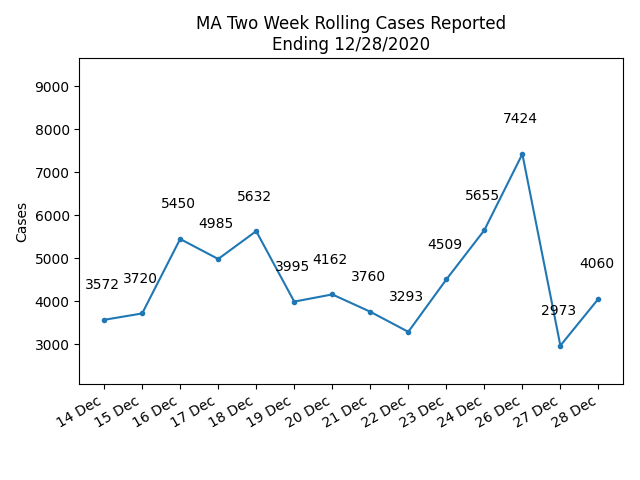 MA Two Week Rolling Cases Reported
Ending 12/28/2020
Cases
9000
8000
7000
6000
5000
4000
3000
3572
3720
5450
4985
5632
3995
4162
3760
3293
4509
5655
7424
2973
4060
14 Dec
15 Dec
16 Dec
17 Dec
18 Dec
19 Dec
20 Dec
21 Dec
22 Dec
23 Dec
24 Dec
26 Dec
27 Dec
28 Dec